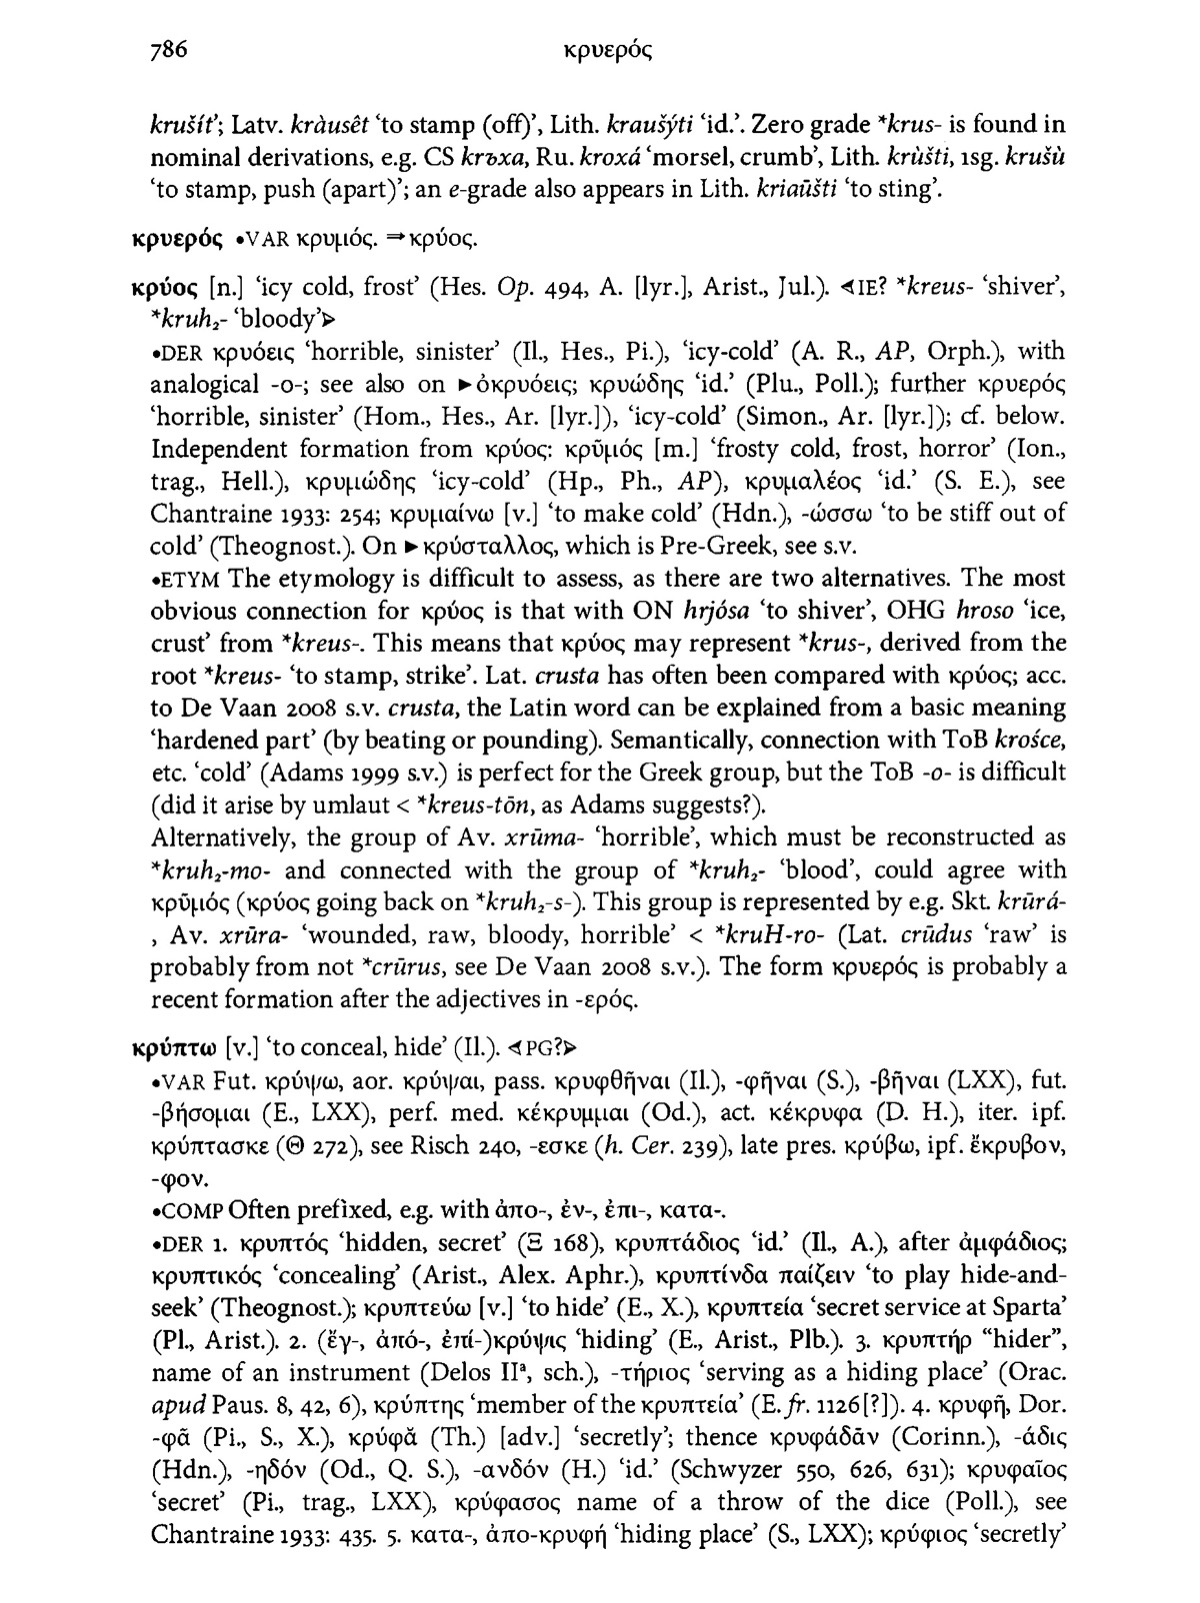 786
κρυερός
krušít'; Latv. kràusêt ‘to stamp (off)’, Lith. kraušýti ‘id.’. Zero grade *krus- is found in
nominal derivations, e.g. CS krъxa, Ru. kroxá ‘morsel, crumb’, Lith. krùšti, 1sg. krušù
‘to stamp, push (apart)’; an e-grade also appears in Lith. kriaũšti ‘to sting’.
κρυερός •VAR κρυμός. ⇒κρύος.
κρύος [n.] ‘icy cold, frost’ (Hes. Op. 494, A. [lyr.], Arist., Jul.). ⋖IE? *kreus- ‘shiver’,
*kruh₂- ‘bloody’⋗
•DER κρυόεις ‘horrible, sinister’ (Il., Hes., Pi.), ‘icy-cold’ (A. R., AP, Orph.), with
analogical -ο-; see also on ►ὀκρυόεις; κρυώδης ‘id.’ (Plu., Poll.); further κρυερός
‘horrible, sinister’ (Hom., Hes., Ar. [lyr.]), ‘icy-cold’ (Simon., Ar. [lyr.]); cf. below.
Independent formation from κρύος: κρῡμός [m.] ‘frosty cold, frost, horror’ (Ion.,
trag., Hell.), κρυμώδης ‘icy-cold’ (Hp., Ph., AP), κρυμαλέος ‘id.’ (S. E.), see
Chantraine 1933: 254; κρυμαίνω [v.] ‘to make cold’ (Hdn.), -ώσσω ‘to be stiff out of
cold’ (Theognost.). On ►κρύσταλλος, which is Pre-Greek, see s.v.
•ETYM The etymology is difficult to assess, as there are two alternatives. The most
obvious connection for κρύος is that with ON hrjósa ‘to shiver’, OHG hroso ‘ice,
crust’ from *kreus-. This means that κρύος may represent *krus-, derived from the
root *kreus- ‘to stamp, strike’. Lat. crusta has often been compared with κρύος; acc.
to De Vaan 2008 s.v. crusta, the Latin word can be explained from a basic meaning
‘hardened part’ (by beating or pounding). Semantically, connection with ToB krośce,
etc. ‘cold’ (Adams 1999 s.v.) is perfect for the Greek group, but the ToB -o- is difficult
(did it arise by umlaut < *kreus-tōn, as Adams suggests?).
Alternatively, the group of Av. xrūma- ‘horrible’, which must be reconstructed as
*kruh₂-mo- and connected with the group of *kruh₂- ‘blood’, could agree with
κρῡμός (κρύος going back on *kruh₂-s-). This group is represented by e.g. Skt. krūrá-
, Av. xrūra- ‘wounded, raw, bloody, horrible’ < *kruH-ro- (Lat. crūdus ‘raw’ is
probably from not *crūrus, see De Vaan 2008 s.v.). The form κρυερός is probably a
recent formation after the adjectives in -ερός.
κρύπτω [v.] ‘to conceal, hide’ (Il.). ⋖PG?⋗
•VAR Fut. κρύψω, aor. κρύψαι, pass. κρυφθῆναι (Il.), -φῆναι (S.), -βῆναι (LXX), fut.
-βήσομαι (E., LXX), perf. med. κέκρυμμαι (Od.), act. κέκρυφα (D. H.), iter. ipf.
κρύπτασκε (Θ 272), see Risch 240, -εσκε (h. Cer. 239), late pres. κρύβω, ipf. ἔκρυβον,
-φον.
•COMP Often prefixed, e.g. with ἀπο-, ἐν-, ἐπι-, κατα-.
•DER 1. κρυπτός ‘hidden, secret’ (Ξ 168), κρυπτάδιος ‘id.’ (Il., A.), after ἀμφάδιος;
κρυπτικός ‘concealing’ (Arist., Alex. Aphr.), κρυπτίνδα παίζειν ‘to play hide-and-
seek’ (Theognost.); κρυπτεύω [v.] ‘to hide’ (E., X.), κρυπτεία ‘secret service at Sparta’
(Pl., Arist.). 2. (ἔγ-, ἀπό-, ἐπί-)κρύψις ‘hiding’ (E., Arist., Plb.). 3. κρυπτήρ “hider”,
name of an instrument (Delos IIᵃ, sch.), -τήριος ‘serving as a hiding place’ (Orac.
apud Paus. 8, 42, 6), κρύπτης ‘member of the κρυπτεία’ (E. fr. 1126[?]). 4. κρυφῆ, Dor.
-φᾶ (Pi., S., X.), κρύφᾰ (Th.) [adv.] ‘secretly’; thence κρυφάδᾱν (Corinn.), -άδις
(Hdn.), -ηδόν (Od., Q. S.), -ανδόν (H.) ‘id.’ (Schwyzer 550, 626, 631); κρυφαῖος
‘secret’ (Pi., trag., LXX), κρύφασος name of a throw of the dice (Poll.), see
Chantraine 1933: 435. 5. κατα-, ἀπο-κρυφή ‘hiding place’ (S., LXX); κρύφιος ‘secretly’